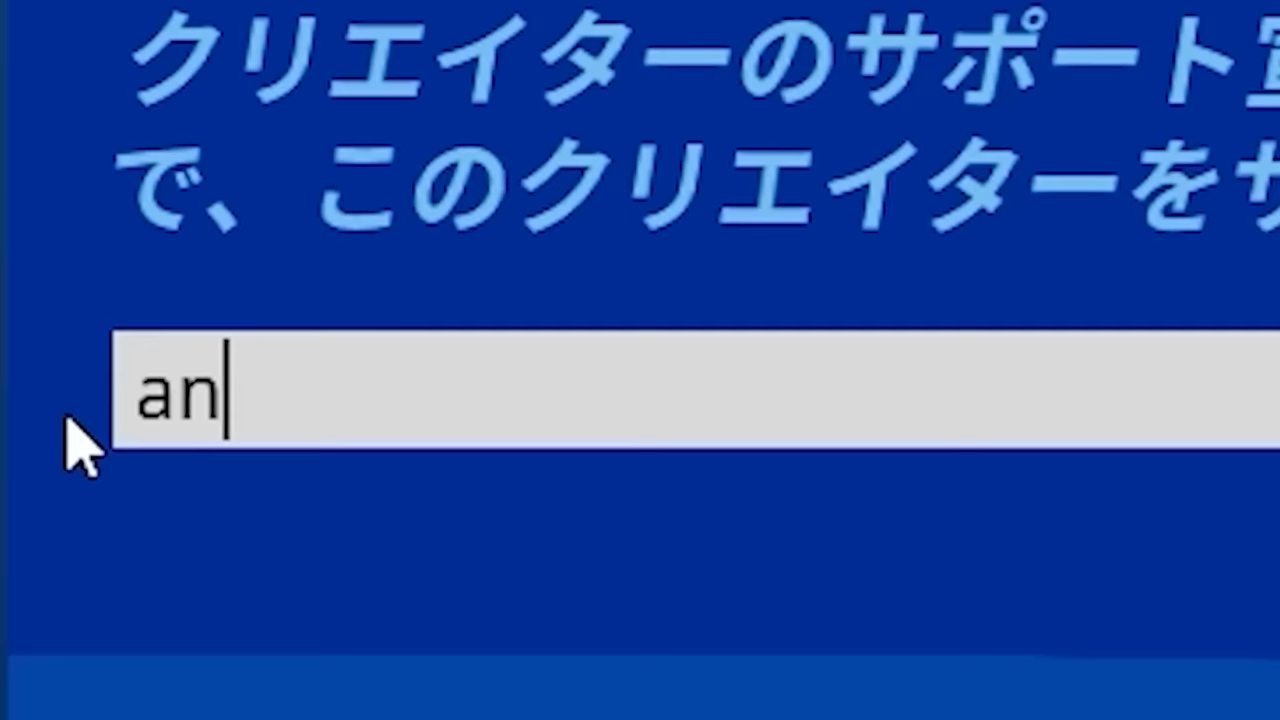 クリエイターのサポート
で、このクリエイターをサ
an